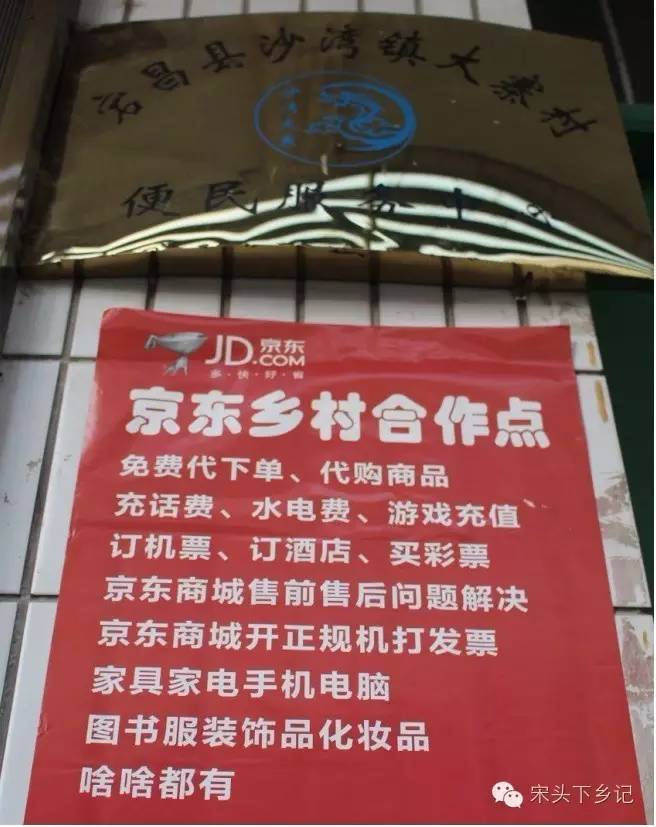 宕昌县沙湾镇大寨村
便民服务中心
JD.COM 京东
多·快·好·省
京东乡村合作点
免费代下单、代购商品
充话费、水电费、游戏充值
订机票、订酒店、买彩票
京东商城售前售后问题解决
京东商城开正规机打发票
家具家电手机电脑
图书服装饰品化妆品
啥啥都有
宋头下乡记